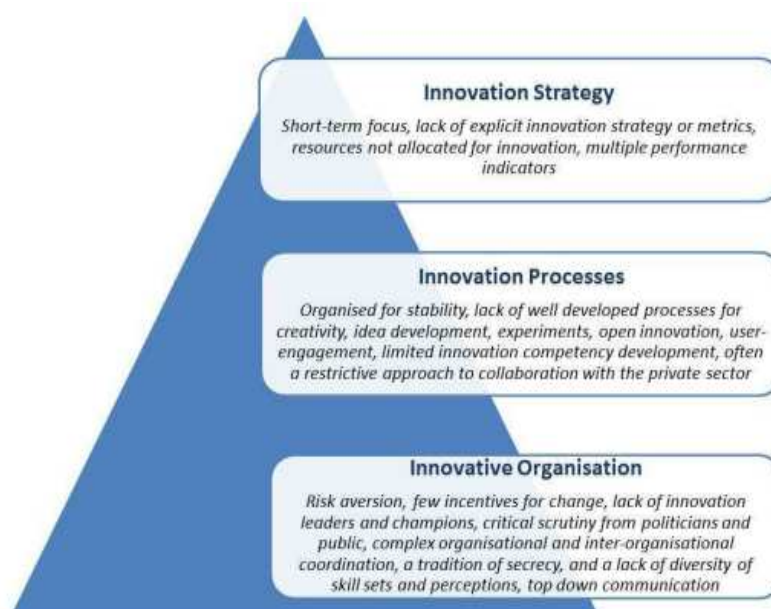 Innovation Strategy
Short-term focus, lack of explicit innovation strategy or metrics,
resources not allocated for innovation, multiple performance
indicators
Innovation Processes
Organised for stability, lack of well developed processes for
creativity, idea development, experiments, open innovation, user-
engagement, limited innovation competency development, often
a restrictive approach to collaboration with the private sector
Innovative Organisation
Risk aversion, few incentives for change, lack of innovation
leaders and champions, critical scrutiny from politicians and
public, complex organisational and inter-organisational
coordination, a tradition of secrecy, and a lack of diversity of
skill sets and perceptions, top down communication